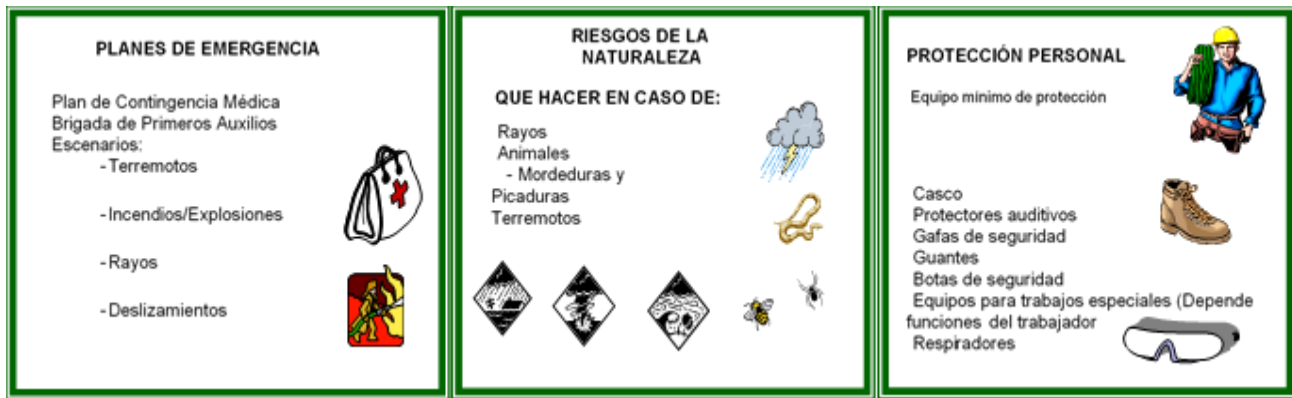 PLANES DE EMERGENCIA
Plan de Contingencia Médica
Brigada de Primeros Auxilios
Escenarios:
- Terremotos
- Incendios/Explosiones
- Rayos
- Deslizamientos
RIESGOS DE LA
NATURALEZA
QUE HACER EN CASO DE:
Rayos
Animales
- Mordeduras y
Picaduras
Terremotos
PROTECCIÓN PERSONAL
Equipo mínimo de protección
Casco
Protectores auditivos
Gafas de seguridad
Guantes
Botas de seguridad
Equipos para trabajos especiales (Depende
funciones del trabajador
Respiradores